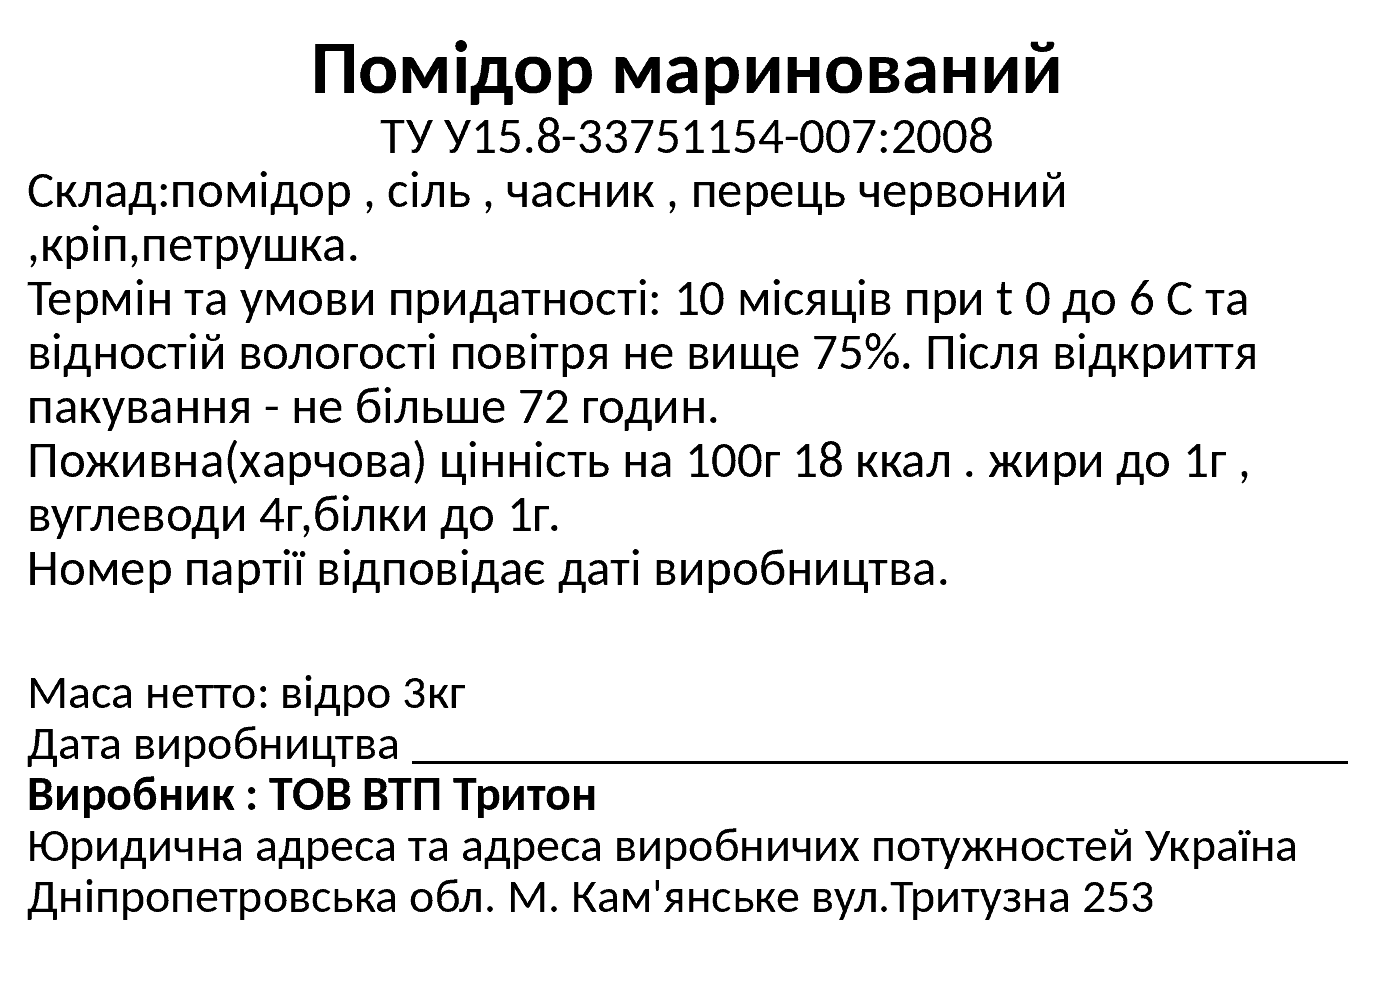 Помідор маринований
ТУ У15.8-33751154-007:2008
Склад:помідор , сіль , часник , перець червоний
,кріп,петрушка.
Термін та умови придатності: 10 місяців при t 0 до 6 С та
відностій вологості повітря не вище 75%. Після відкриття
пакування - не більше 72 годин.
Поживна(харчова) цінність на 100г 18 ккал . жири до 1г ,
вуглеводи 4г,білки до 1г.
Номер партії відповідає даті виробництва.
Маса нетто: відро 3кг
Дата виробництва ______________________________________
Виробник : ТОВ ВТП Тритон
Юридична адреса та адреса виробничих потужностей Україна
Дніпропетровська обл. М. Кам'янське вул.Тритузна 253